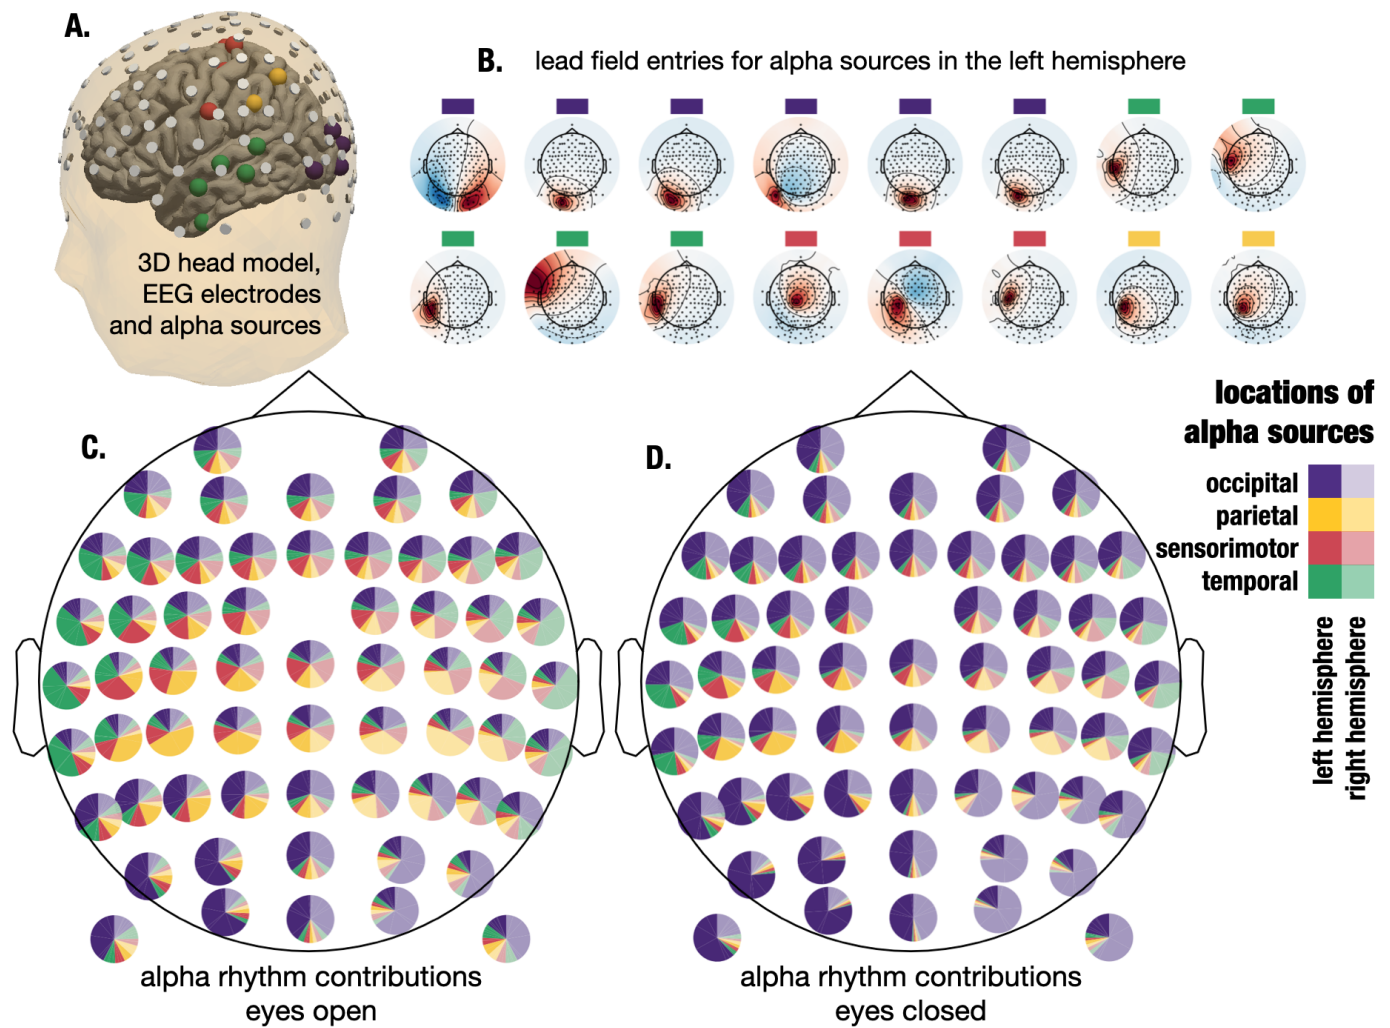 A.
3D head model,
EEG electrodes
and alpha sources
B.
lead field entries for alpha sources in the left hemisphere
C.
alpha rhythm contributions
eyes open
D.
alpha rhythm contributions
eyes closed
locations of
alpha sources
occipital
parietal
sensorimotor
temporal
left hemisphere
right hemisphere